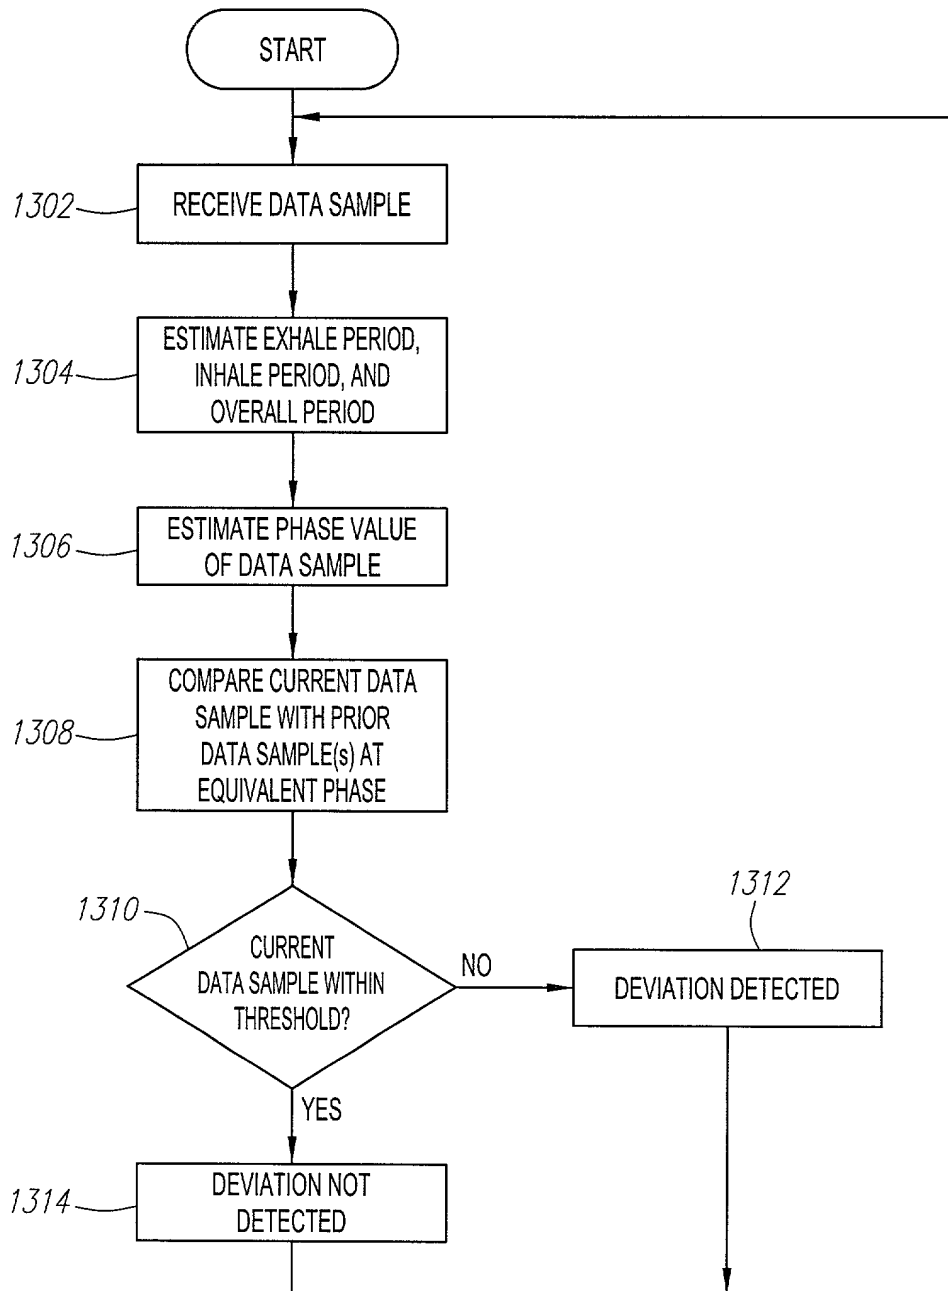 START
1302
RECEIVE DATA SAMPLE
1304
ESTIMATE EXHALE PERIOD,
INHALE PERIOD, AND
OVERALL PERIOD
1306
ESTIMATE PHASE VALUE
OF DATA SAMPLE
1308
COMPARE CURRENT DATA
SAMPLE WITH PRIOR
DATA SAMPLE(s) AT
EQUIVALENT PHASE
1310
CURRENT
DATA SAMPLE WITHIN
THRESHOLD?
NO
1312
DEVIATION DETECTED
YES
1314
DEVIATION NOT
DETECTED